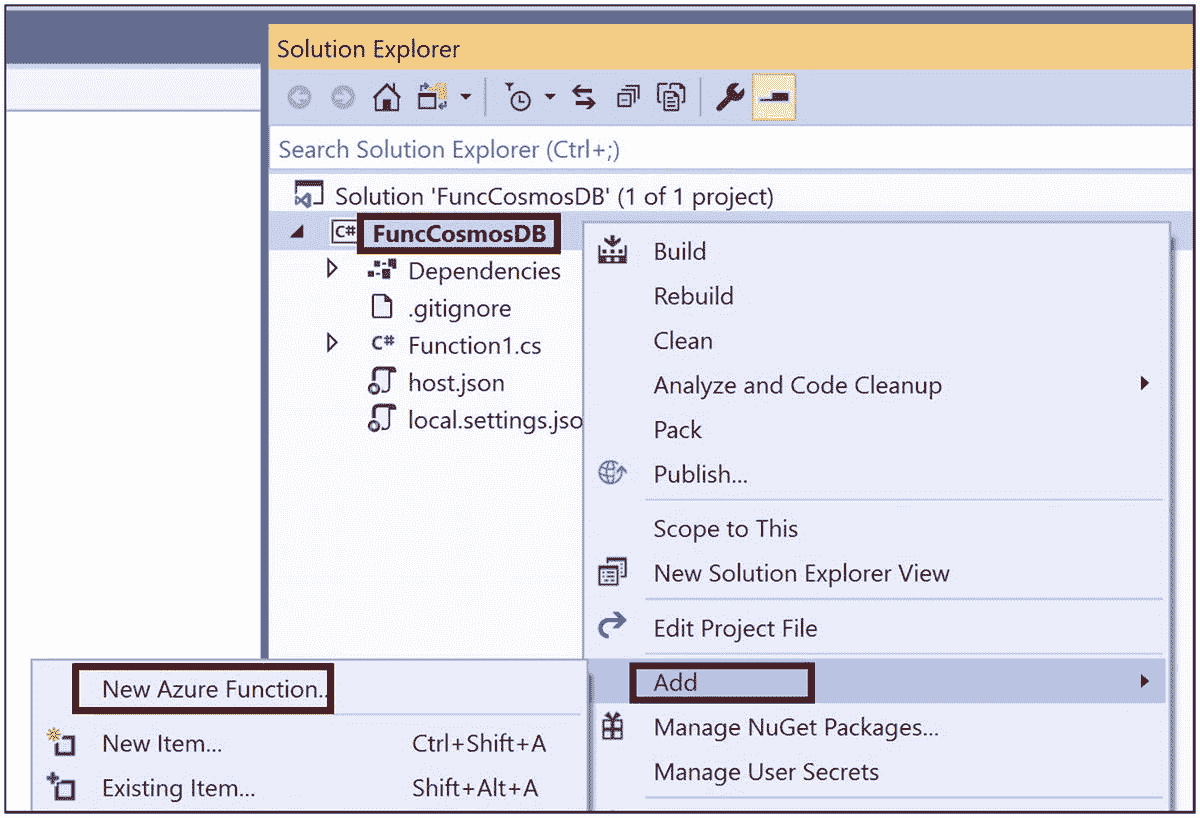 Solution Explorer
Search Solution Explorer (Ctrl+;)
Solution 'FuncCosmosDB' (1 of 1 project)
C# FuncCosmosDB
Dependencies
.gitignore
C# Function1.cs
host.json
local.settings.jso
Build
Rebuild
Clean
Analyze and Code Cleanup
Pack
Publish...
Scope to This
New Solution Explorer View
Edit Project File
Add
Manage NuGet Packages...
Manage User Secrets
New Azure Function..
New Item... Ctrl+Shift+A
Existing Item... Shift+Alt+A